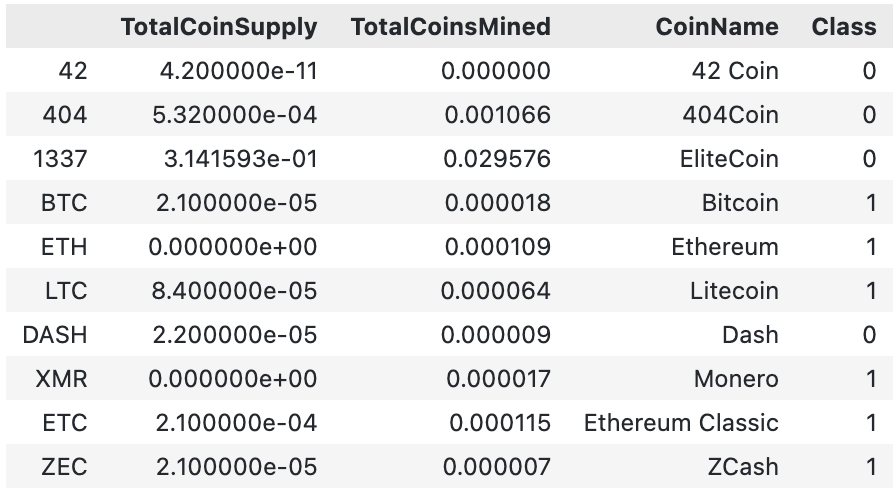 TotalCoinSupply TotalCoinsMined CoinName Class
42 4.200000e-11 0.000000 42 Coin 0
404 5.320000e-04 0.001066 404Coin 0
1337 3.141593e-01 0.029576 EliteCoin 0
BTC 2.100000e-05 0.000018 Bitcoin 1
ETH 0.000000e+00 0.000109 Ethereum 1
LTC 8.400000e-05 0.000064 Litecoin 1
DASH 2.200000e-05 0.000009 Dash 0
XMR 0.000000e+00 0.000017 Monero 1
ETC 2.100000e-04 0.000115 Ethereum Classic 1
ZEC 2.100000e-05 0.000007 ZCash 1